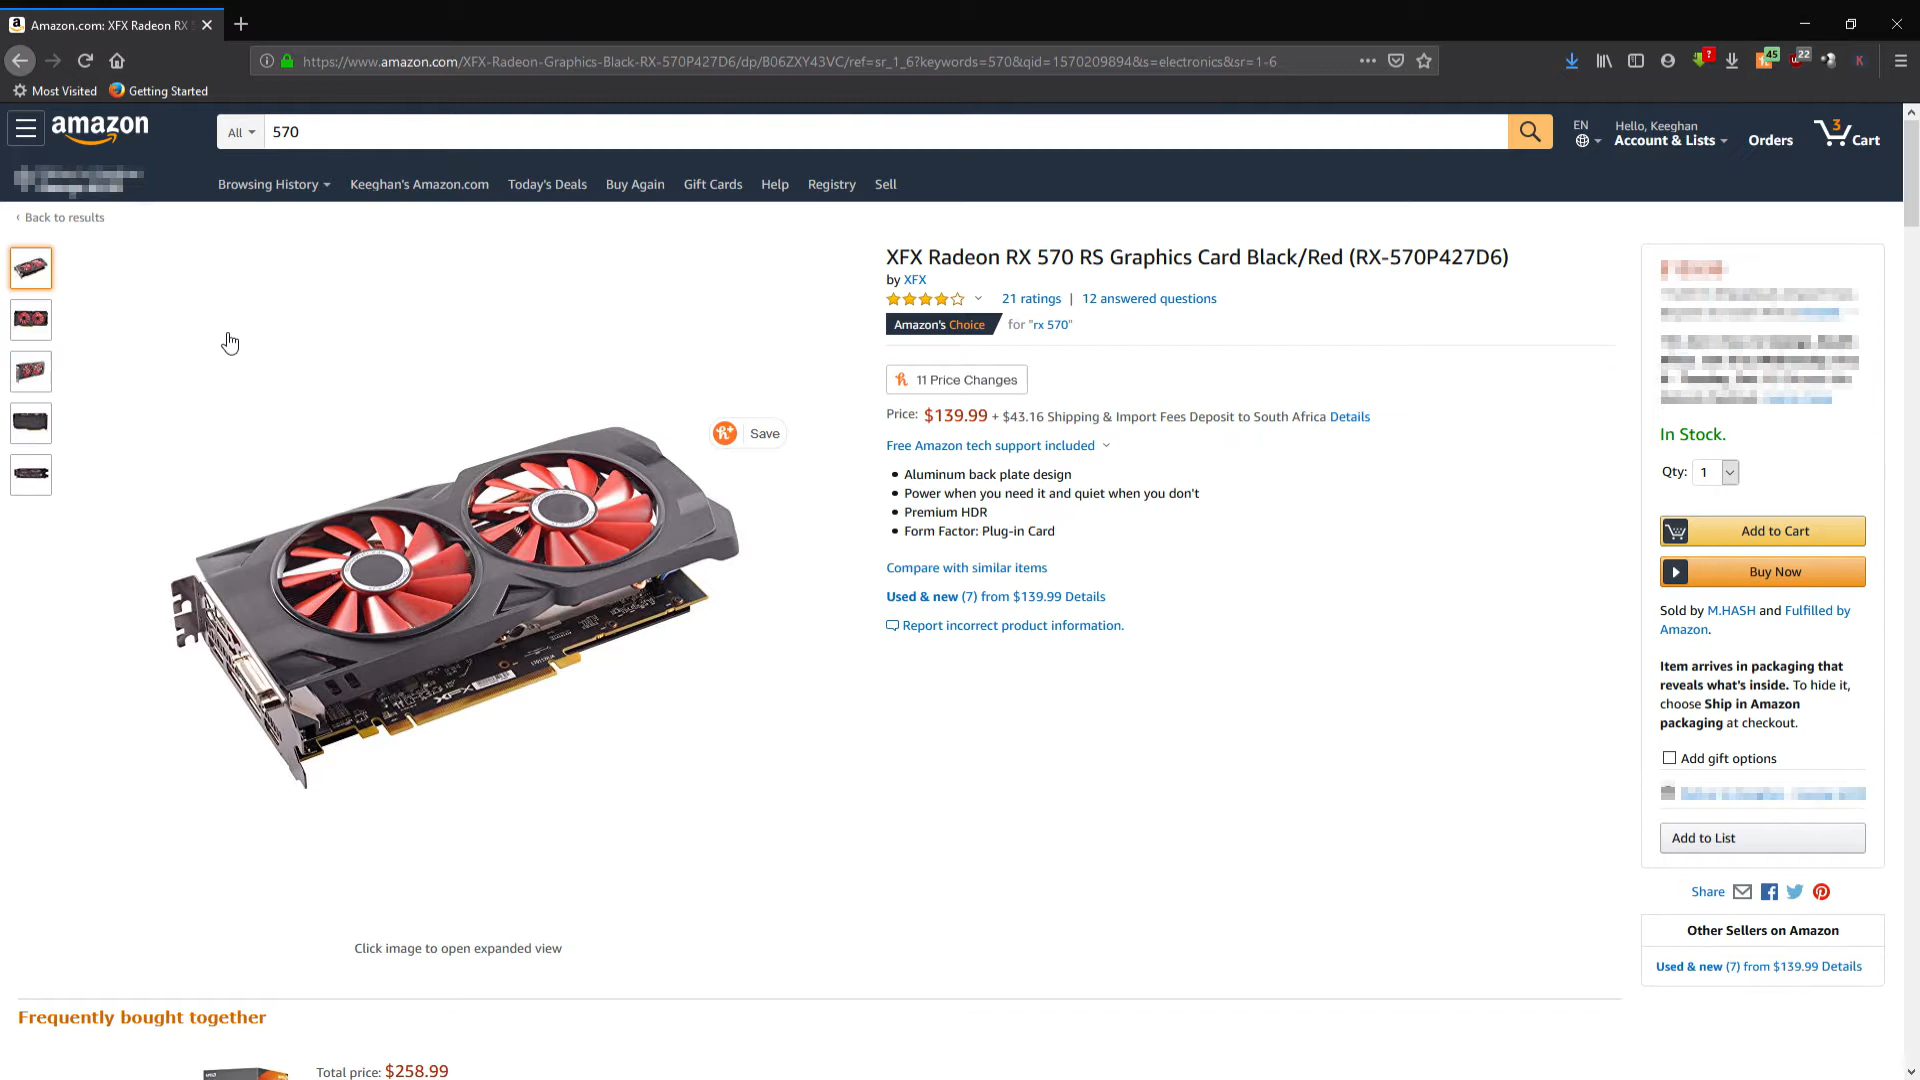 Amazon.com: XFX Radeon RX
https://www.amazon.com/XFX-Radeon-Graphics-Black-RX-570P427D6/dp/B06ZXY43VC/ref=sr_1_6?keywords=570&qid=1570209894&s=electronics&sr=1-6
? 45 22 K
Most Visited Getting Started
amazon All 570 EN Hello, Keeghan
Account & Lists Orders 3 Cart
Browsing History Keeghan's Amazon.com Today's Deals Buy Again Gift Cards Help Registry Sell
‹ Back to results
XFX Radeon RX 570 RS Graphics Card Black/Red (RX-570P427D6)
by XFX
21 ratings | 12 answered questions
Amazon's Choice for "rx 570"
11 Price Changes
Price: $139.99 + $43.16 Shipping & Import Fees Deposit to South Africa Details
Free Amazon tech support included
• Aluminum back plate design
• Power when you need it and quiet when you don't
• Premium HDR
• Form Factor: Plug-in Card
Compare with similar items
Used & new (7) from $139.99 Details
Report incorrect product information.
Save
XFX
Click image to open expanded view
In Stock.
Qty: 1
Add to Cart
Buy Now
Sold by M.HASH and Fulfilled by
Amazon.
Item arrives in packaging that
reveals what's inside. To hide it,
choose Ship in Amazon
packaging at checkout.
Add gift options
Add to List
Share
Other Sellers on Amazon
Used & new (7) from $139.99 Details
Frequently bought together
Total price: $258.99